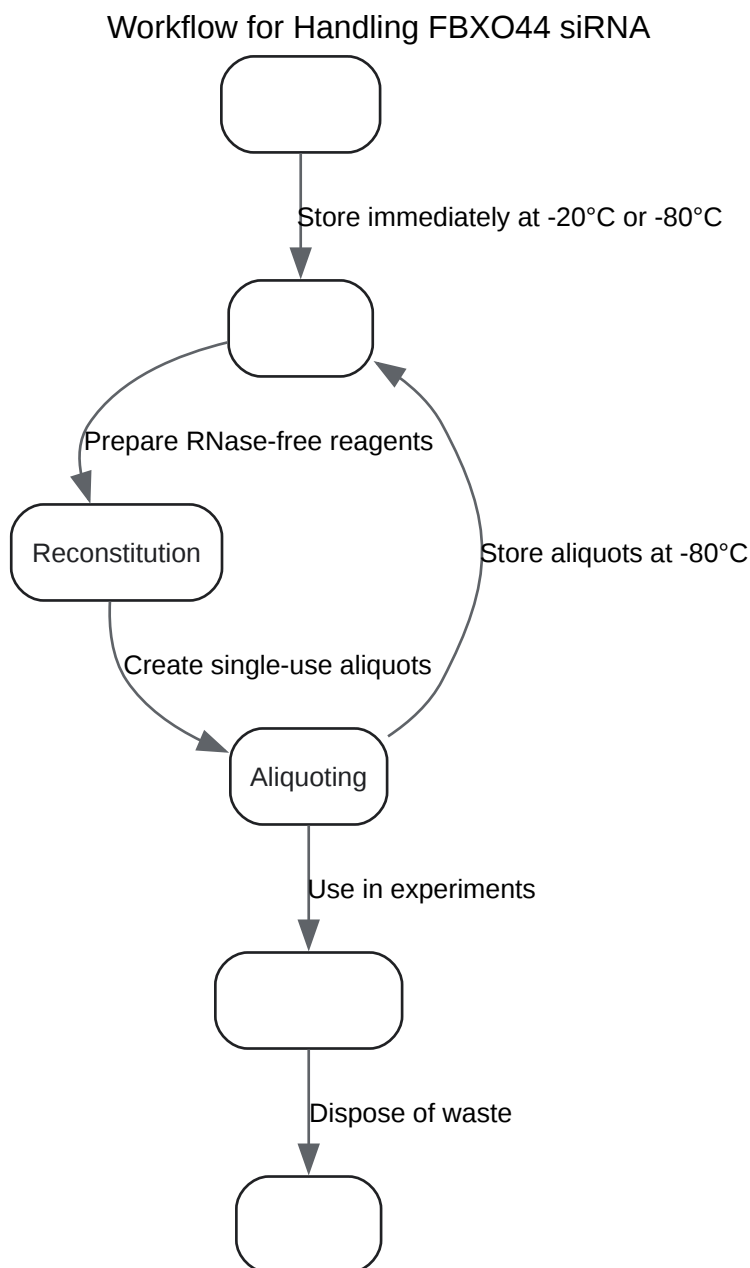 Workflow for Handling FBXO44 siRNA
Store immediately at -20°C or -80°C
Prepare RNase-free reagents
Reconstitution
Store aliquots at -80°C
Create single-use aliquots
Aliquoting
Use in experiments
Dispose of waste